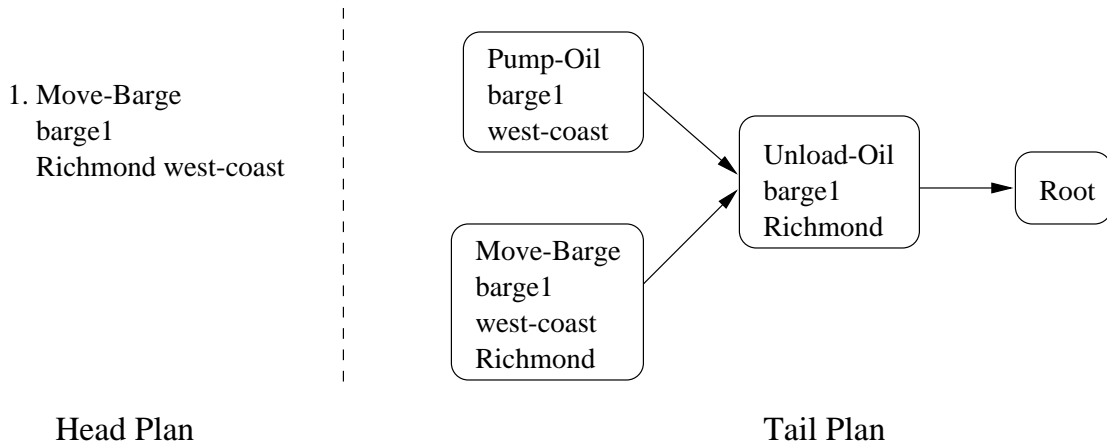 1. Move-Barge
barge1
Richmond west-coast
Pump-Oil
barge1
west-coast
Move-Barge
barge1
west-coast
Richmond
Unload-Oil
barge1
Richmond
Root
Head Plan
Tail Plan